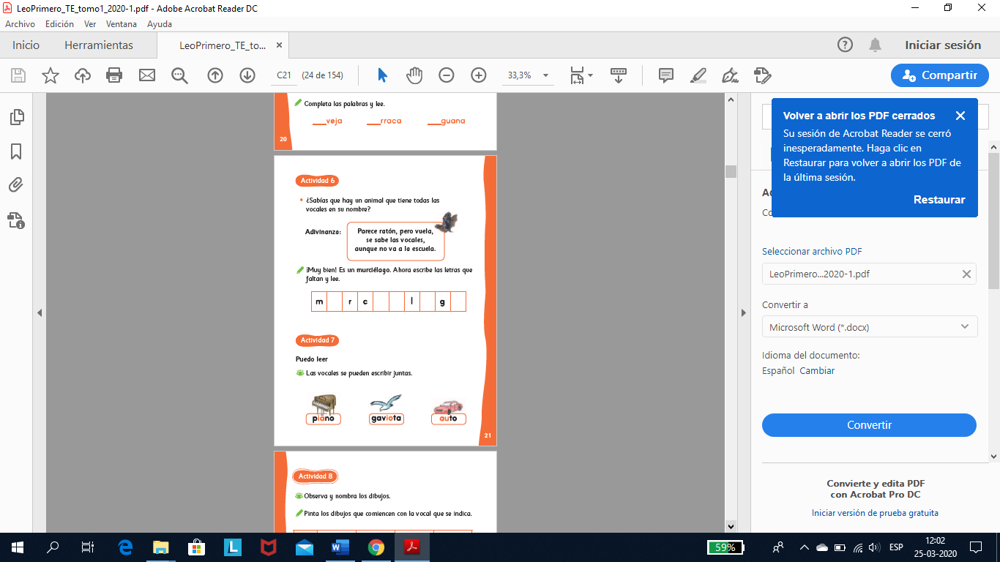 LeoPrimero_TE_tomo1_2020-1.pdf - Adobe Acrobat Reader DC
Archivo Edición Ver Ventana Ayuda
Inicio Herramientas LeoPrimero_TE_to... Iniciar sesión
C21 (24 de 154) 33,3% Compartir
Completa las palabras y lee.
___veja ___rraca ___guana
20
Actividad 6
• ¿Sabías que hay un animal que tiene todas las
vocales en su nombre?
Adivinanza:
Parece ratón, pero vuela,
se sabe las vocales,
aunque no va a la escuela.
¡Muy bien! Es un murciélago. Ahora escribe las letras que
faltan y lee.
m r c l g
Actividad 7
Puedo leer
Las vocales se pueden escribir juntas.
piano gaviota auto
21
Actividad 8
Observa y nombra los dibujos.
Pinta los dibujos que comiencen con la vocal que se indica.
Volver a abrir los PDF cerrados
Su sesión de Acrobat Reader se cerró
inesperadamente. Haga clic en
Restaurar para volver a abrir los PDF de
la última sesión.
Restaurar
Seleccionar archivo PDF
LeoPrimero...2020-1.pdf
Convertir a
Microsoft Word (*.docx)
Idioma del documento:
Español Cambiar
Convertir
Convierte y edita PDF
con Acrobat Pro DC
Iniciar versión de prueba gratuita
59% ESP 12:02
25-03-2020